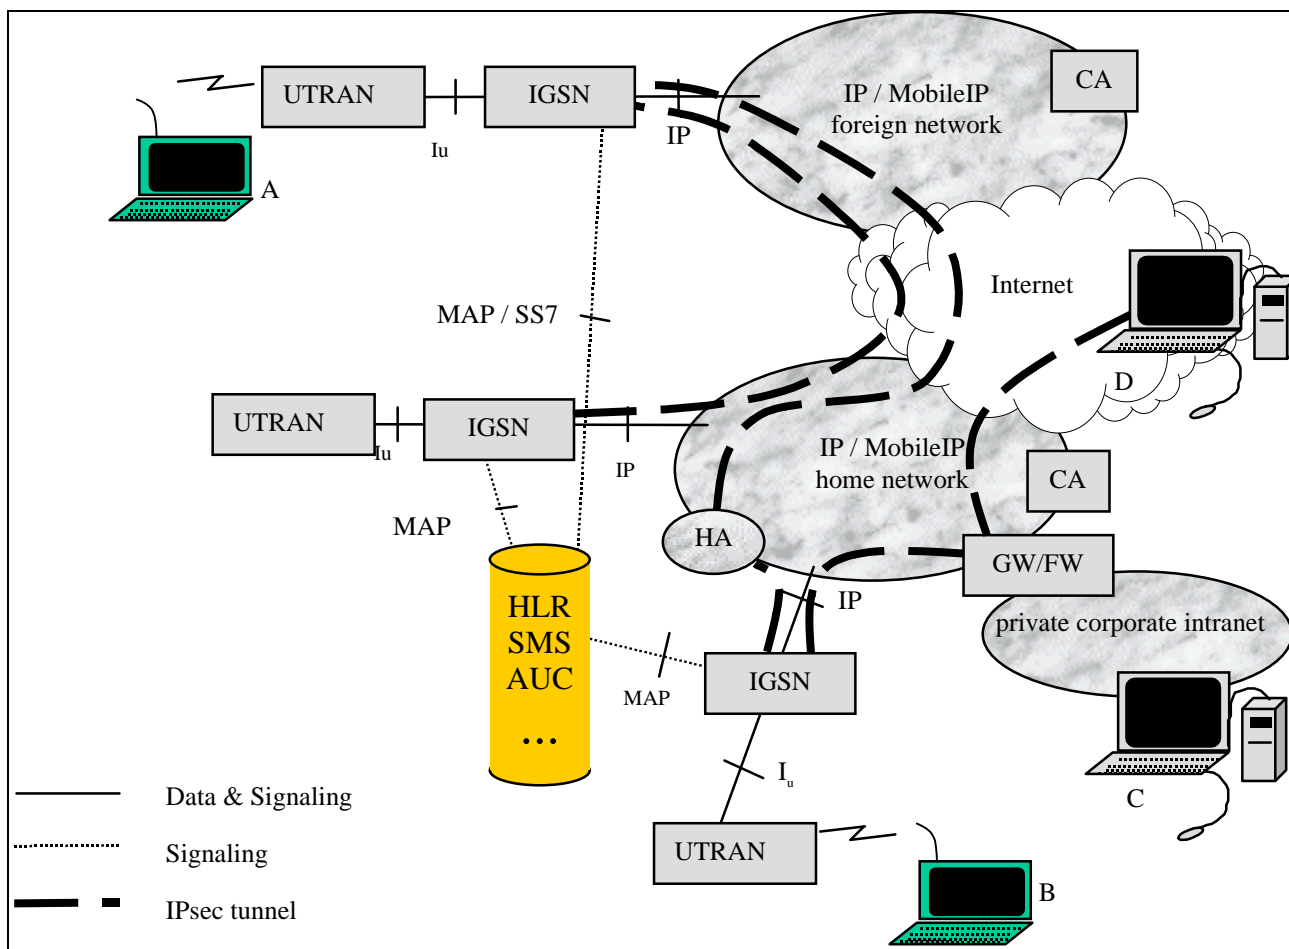 UTRAN
IGSN
CA
IP / MobileIP
foreign network
IP
Iu
A
Internet
MAP / SS7
D
UTRAN
IGSN
Iu
IP
IP / MobileIP
home network
CA
MAP
HA
GW/FW
IP
HLR
SMS
AUC
...
private corporate intranet
MAP
IGSN
Iu
C
Data & Signaling
Signaling
IPsec tunnel
UTRAN
B